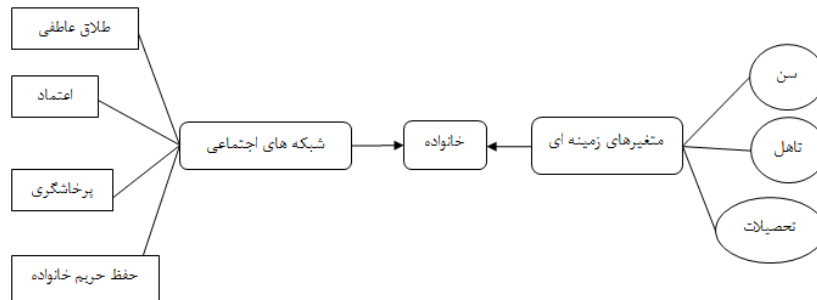 طلاق عاطفی
اعتماد
پرخاشگری
حفظ حریم خانواده
شبکه های اجتماعی
خانواده
متغیرهای زمینه ای
سن
تاهل
تحصیلات